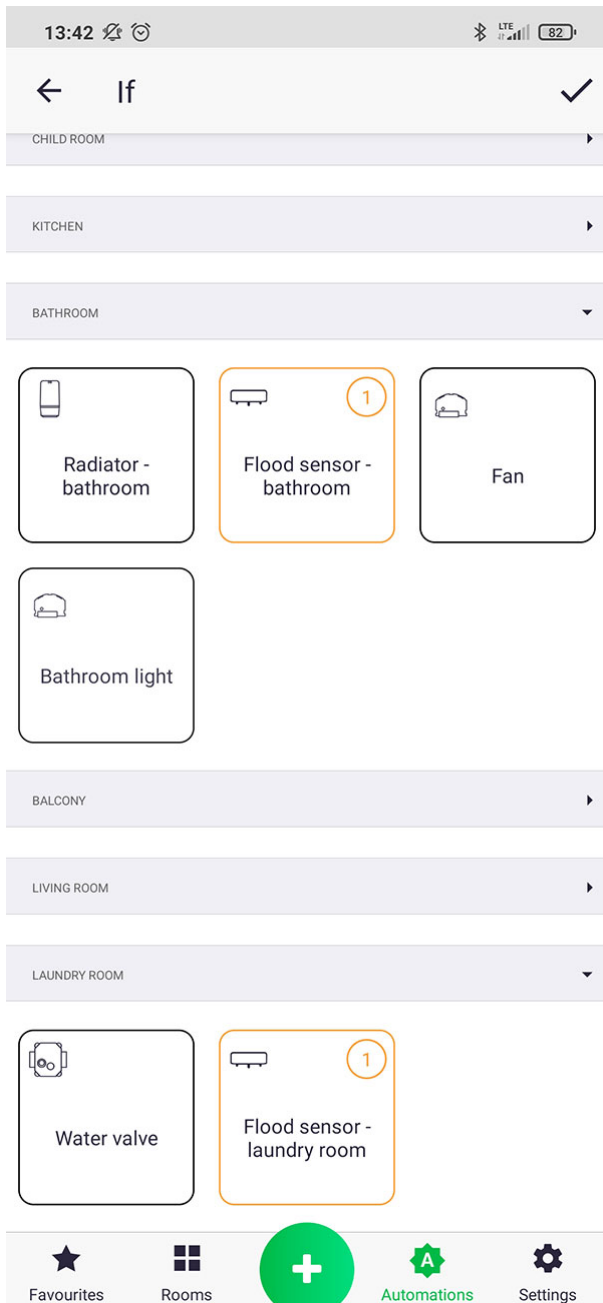 13:42 LTE 82
If
CHILD ROOM
KITCHEN
BATHROOM
1
Radiator -
bathroom
Flood sensor -
bathroom
Fan
Bathroom light
BALCONY
LIVING ROOM
LAUNDRY ROOM
1
Water valve
Flood sensor -
laundry room
A
Favourites Rooms Automations Settings